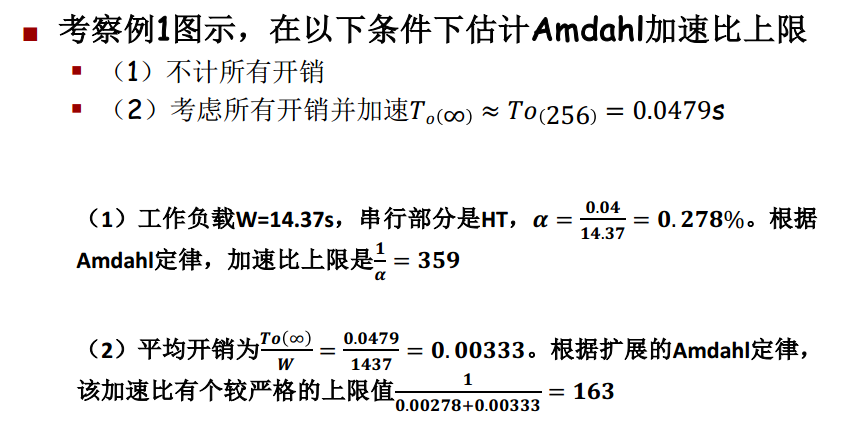 ■ 考察例1图示，在以下条件下估计Amdahl加速比上限
▪ （1）不计所有开销
▪ （2）考虑所有开销并加速$T_{o(\infty)} \approx To_{(256)} = 0.0479$s
（1）工作负载W=14.37s，串行部分是HT，$\alpha = \frac{0.04}{14.37} = 0.278\%$。根据
Amdahl定律，加速比上限是$\frac{1}{\alpha} = 359$
（2）平均开销为$\frac{To(\infty)}{W} = \frac{0.0479}{1437} = 0.00333$。根据扩展的Amdahl定律，
该加速比有个较严格的上限值$\frac{1}{0.00278+0.00333} = 163$